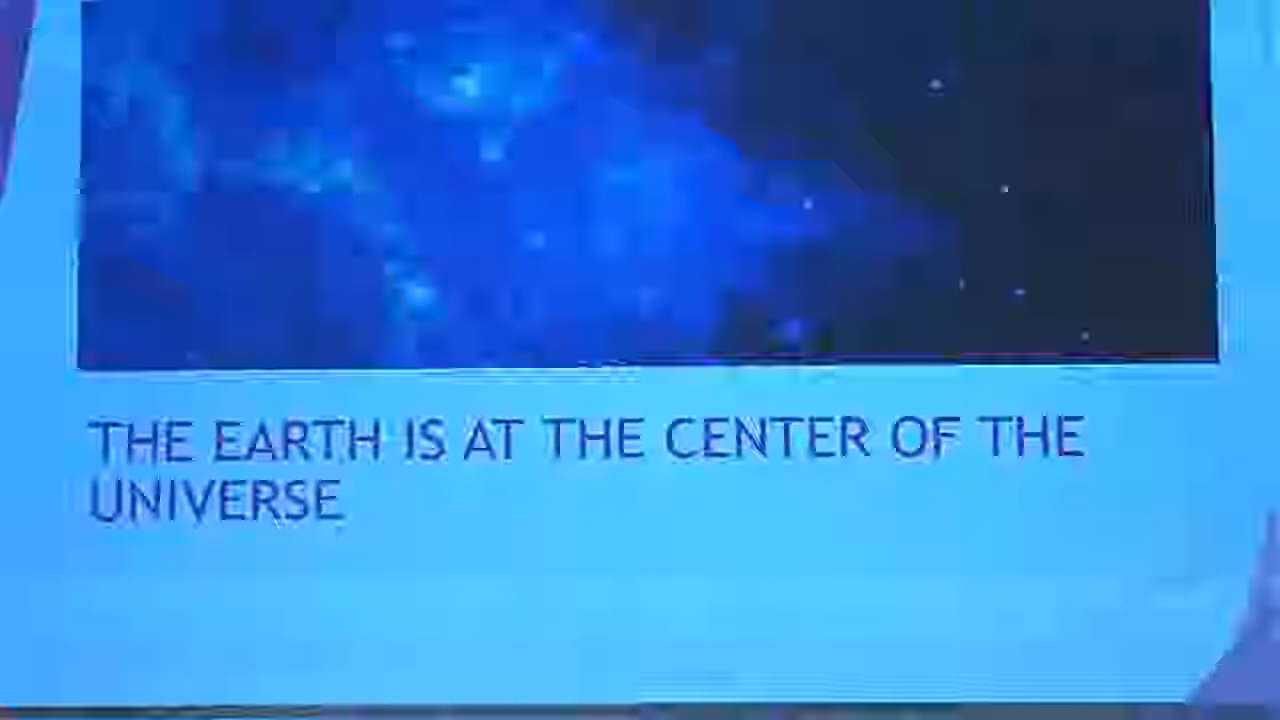 THE EARTH IS AT THE CENTER OF THE
UNIVERSE